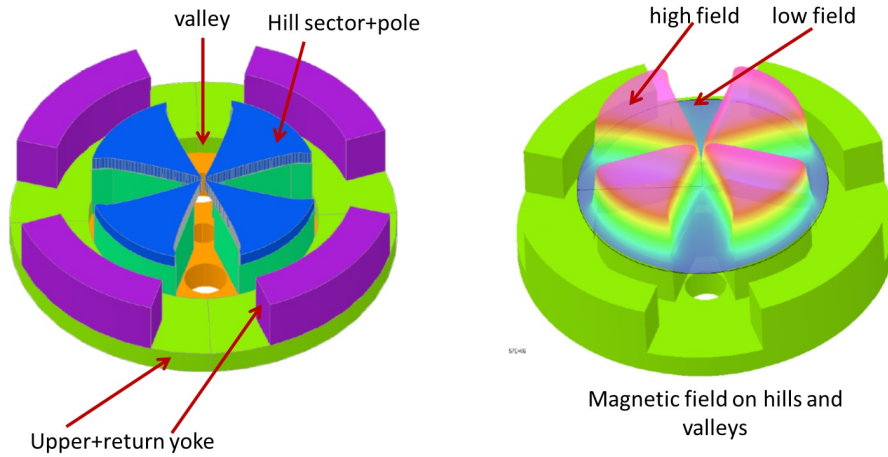 valley
Hill sector+pole
Upper+return yoke
high field
low field
Magnetic field on hills and
valleys